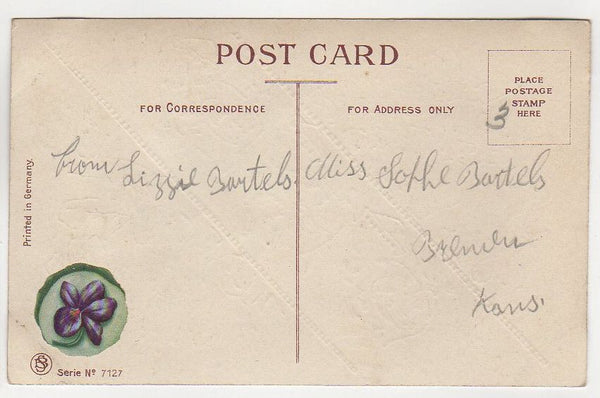 POST CARD
FOR CORRESPONDENCE
FOR ADDRESS ONLY
PLACE
POSTAGE
STAMP
HERE
3
from Lizzie Bartels.
Miss Sophe Bartels
Bremen
Kans.
Printed in Germany.
Serie Nº 7127